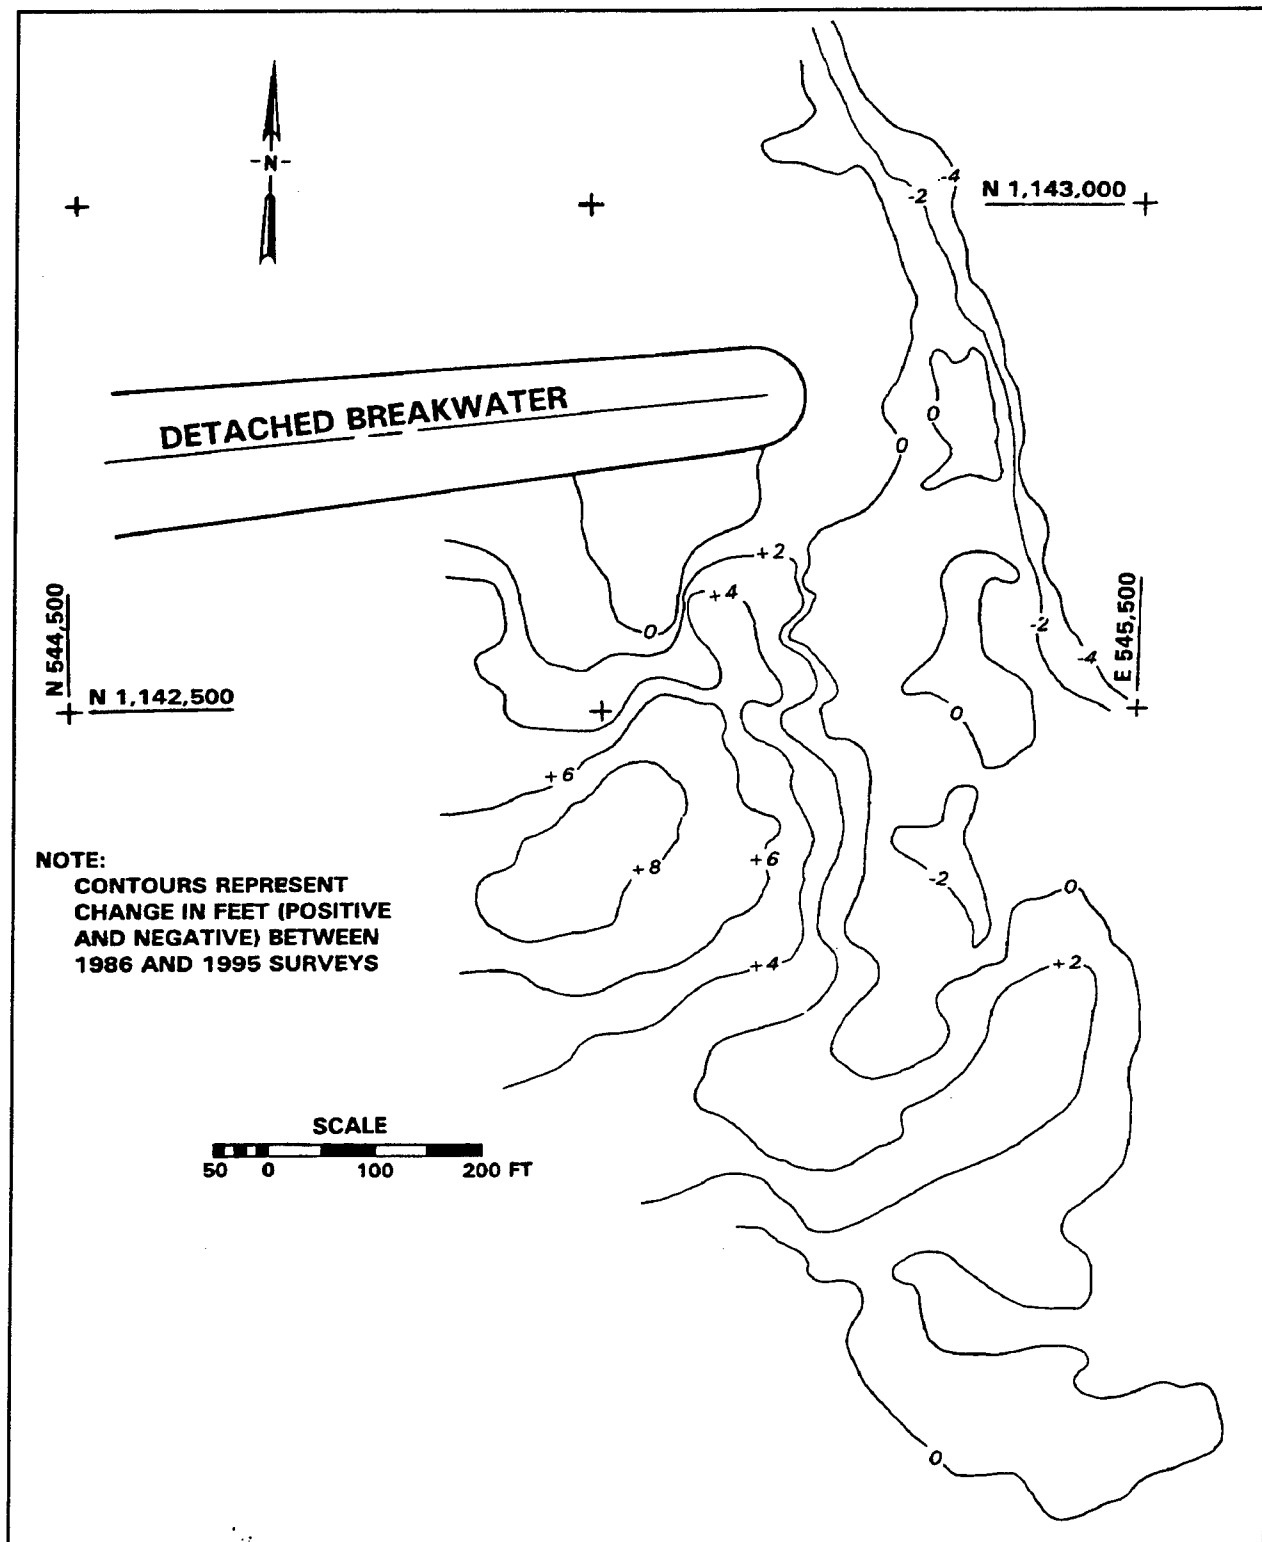 -N-
-4
-2
N 1,143,000
DETACHED BREAKWATER
0
0
+2
+4
N 544,500
0
-2
E 545,500
-4
N 1,142,500
0
+6
NOTE:
CONTOURS REPRESENT
CHANGE IN FEET (POSITIVE
AND NEGATIVE) BETWEEN
1986 AND 1995 SURVEYS
+8
+6
-2
0
+4
+2
SCALE
50 0 100 200 FT
0